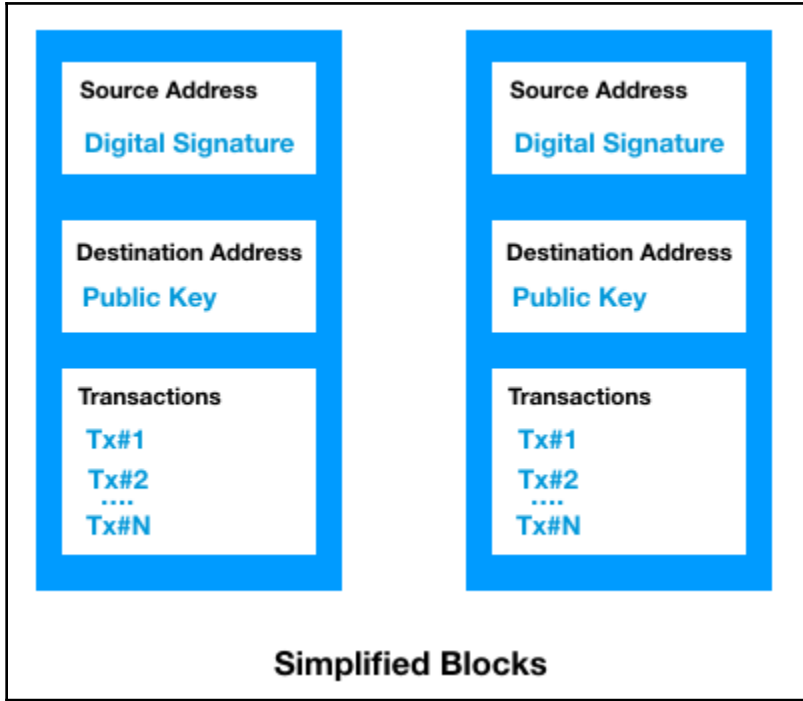 Source Address
Digital Signature
Destination Address
Public Key
Transactions
Tx#1
Tx#2
....
Tx#N
Source Address
Digital Signature
Destination Address
Public Key
Transactions
Tx#1
Tx#2
....
Tx#N
Simplified Blocks